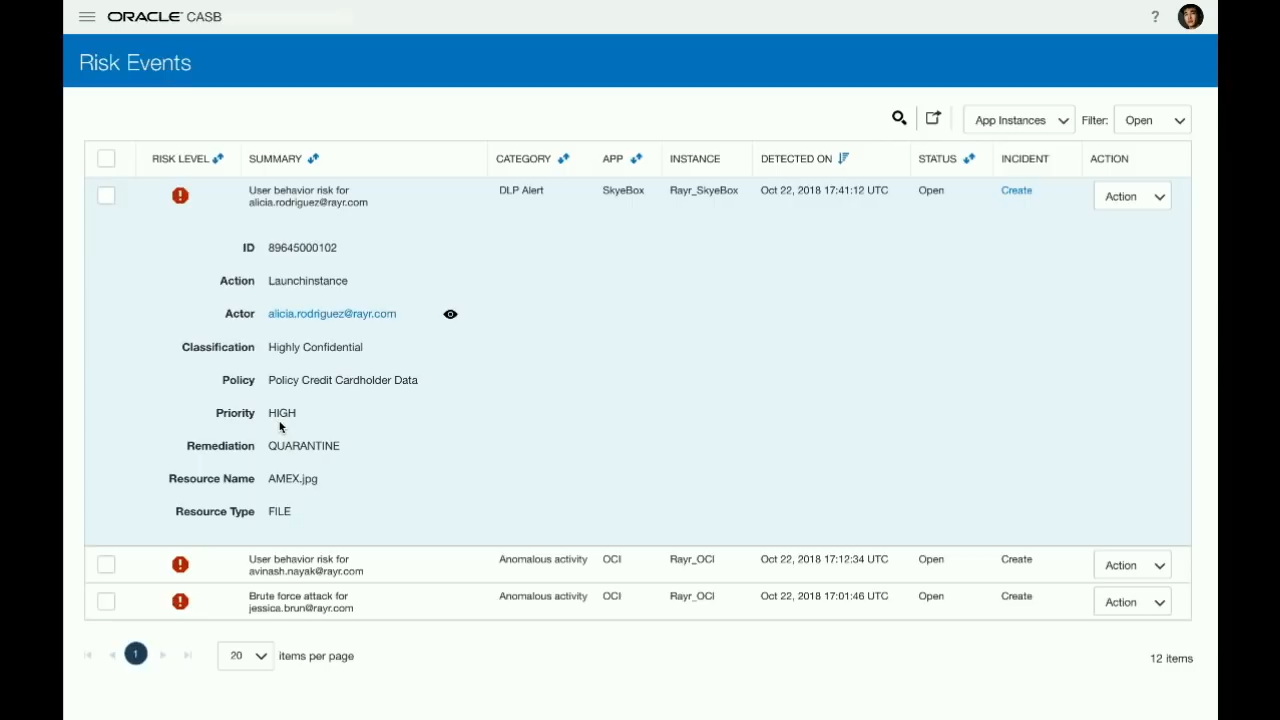 ORACLE CASB
?
Risk Events
App Instances
Filter:
Open
RISK LEVEL SUMMARY CATEGORY APP INSTANCE DETECTED ON STATUS INCIDENT ACTION
User behavior risk for DLP Alert SkyeBox Rayr_SkyeBox Oct 22, 2018 17:41:12 UTC Open Create Action
alicia.rodriguez@rayr.com
ID 89645000102
Action Launchinstance
Actor alicia.rodriguez@rayr.com
Classification Highly Confidential
Policy Policy Credit Cardholder Data
Priority HIGH
Remediation QUARANTINE
Resource Name AMEX.jpg
Resource Type FILE
User behavior risk for Anomalous activity OCI Rayr_OCI Oct 22, 2018 17:12:34 UTC Open Create Action
avinash.nayak@rayr.com
Brute force attack for Anomalous activity OCI Rayr_OCI Oct 22, 2018 17:01:46 UTC Open Create Action
jessica.brun@rayr.com
1 20 items per page 12 items